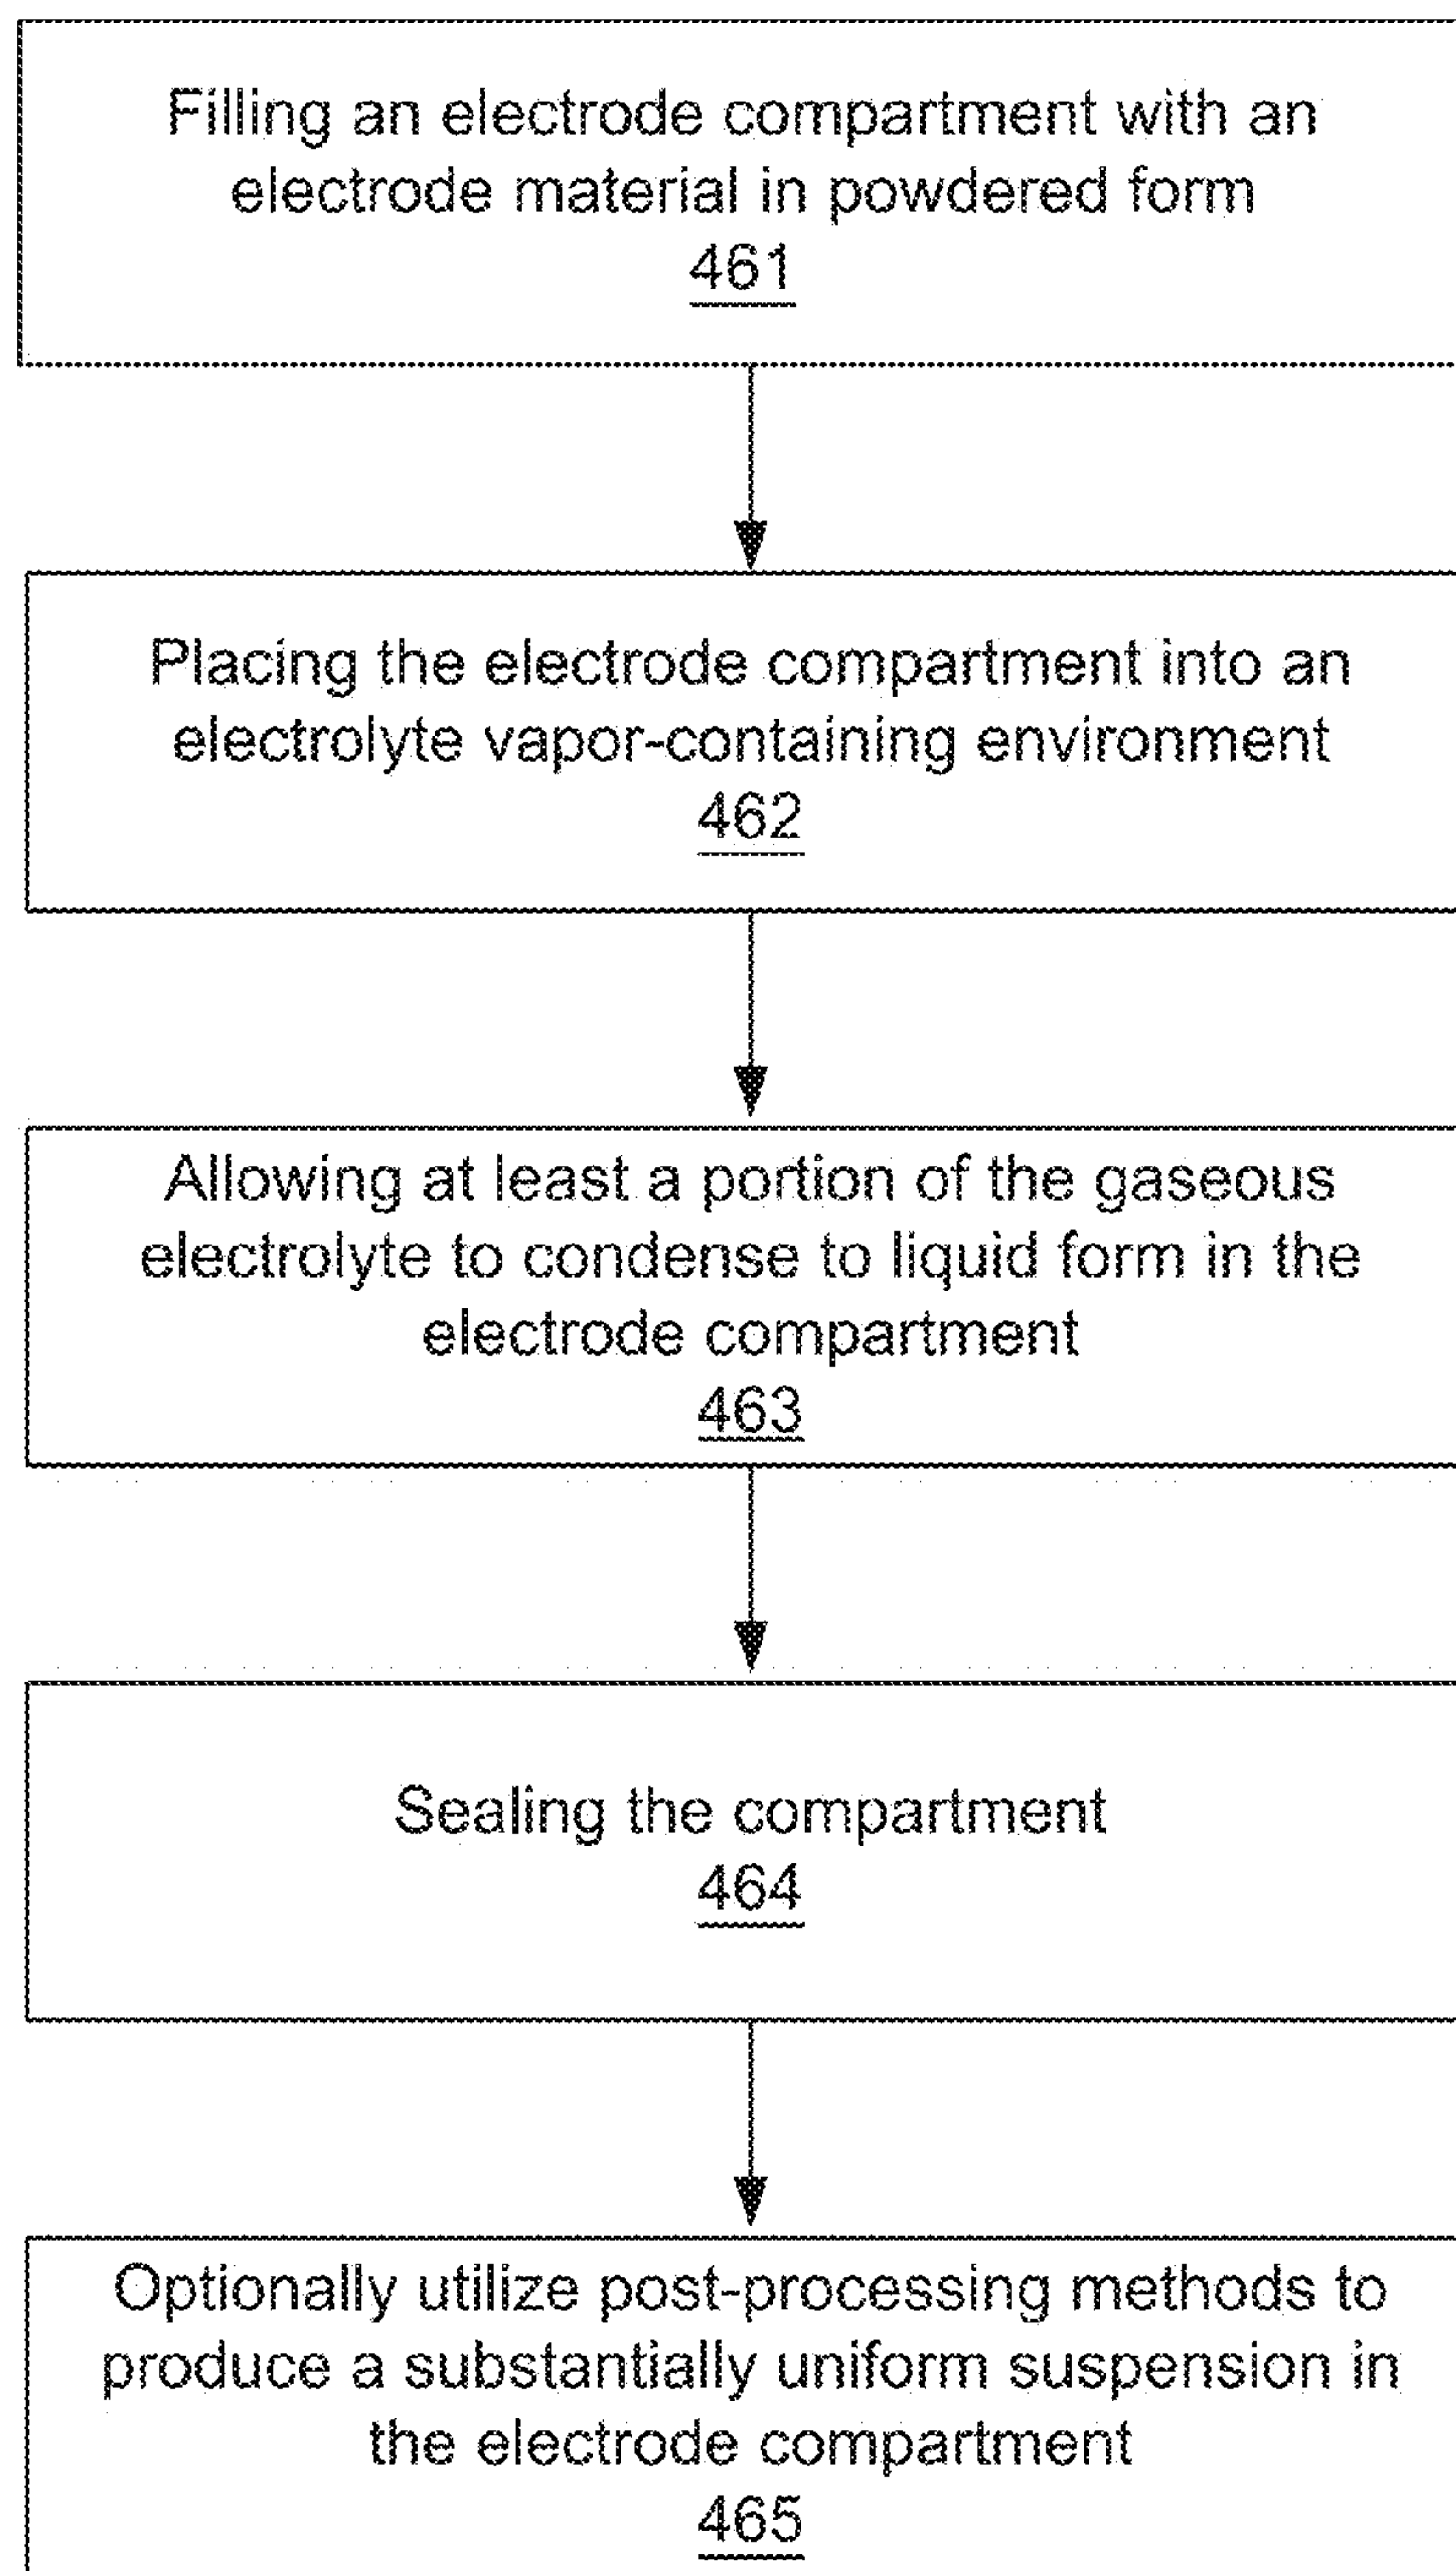 Filling an electrode compartment with an
electrode material in powdered form
461
Placing the electrode compartment into an
electrolyte vapor-containing environment
462
Allowing at least a portion of the gaseous
electrolyte to condense to liquid form in the
electrode compartment
463
Sealing the compartment
464
Optionally utilize post-processing methods to
produce a substantially uniform suspension in
the electrode compartment
465